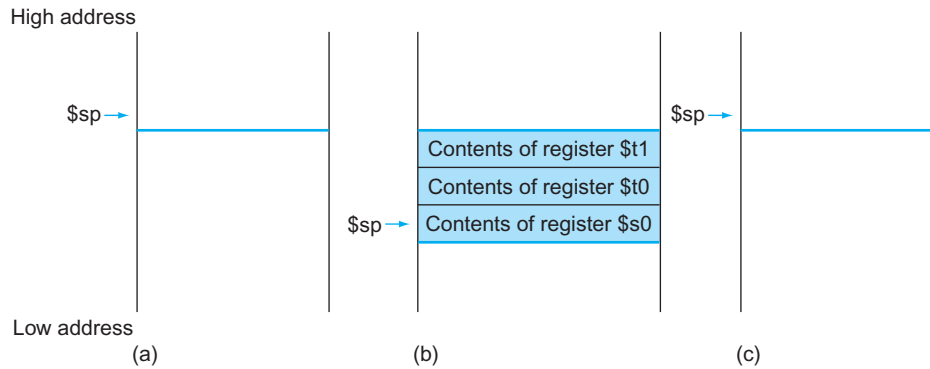 High address
$sp
Contents of register $t1
Contents of register $t0
Contents of register $s0
$sp
$sp
Low address
(a)
(b)
(c)